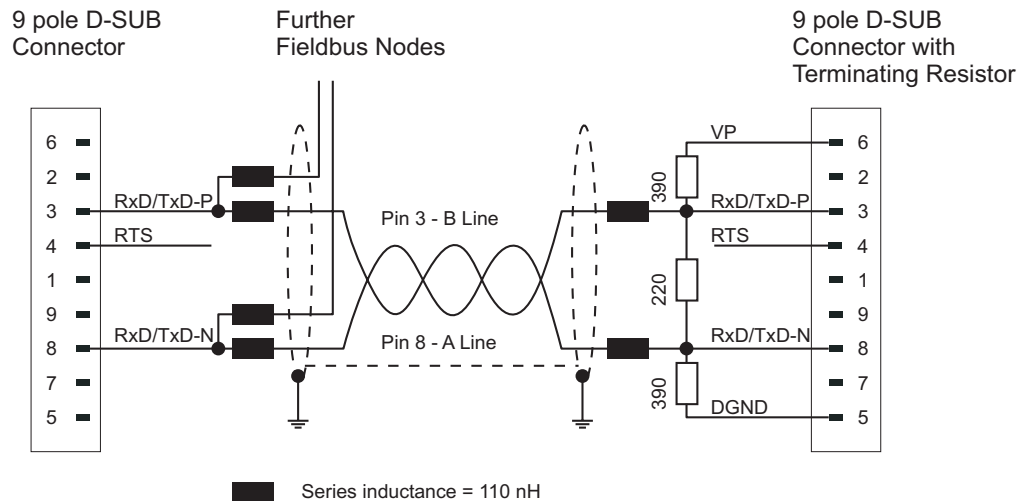 9 pole D-SUB
Connector
Further
Fieldbus Nodes
9 pole D-SUB
Connector with
Terminating Resistor
6
2
3
4
1
9
8
7
5
RxD/TxD-P
RTS
RxD/TxD-N
Pin 3 - B Line
Pin 8 - A Line
390
220
390
VP
RxD/TxD-P
RTS
RxD/TxD-N
DGND
6
2
3
4
1
9
8
7
5
Series inductance = 110 nH